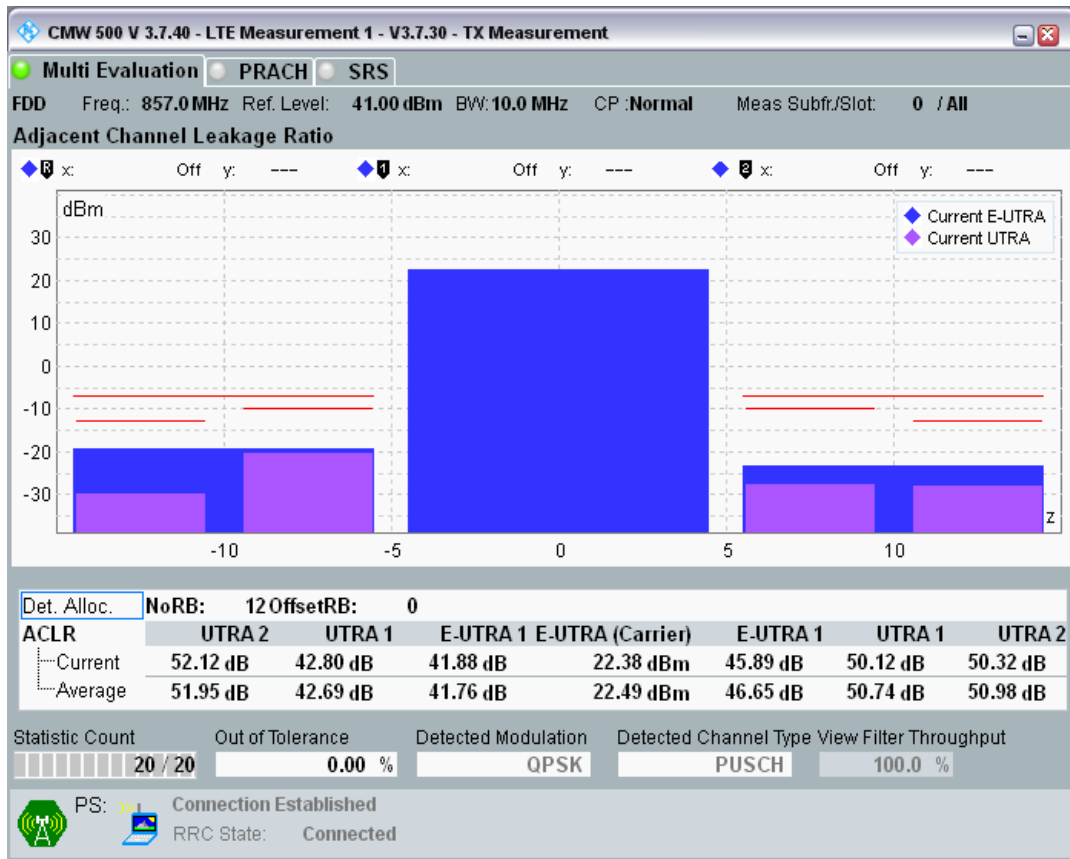 CMW 500 V 3.7.40 - LTE Measurement 1 - V3.7.30 - TX Measurement
Multi Evaluation PRACH SRS
FDD Freq.: 857.0 MHz Ref. Level: 41.00 dBm BW: 10.0 MHz CP :Normal Meas Subfr./Slot: 0 / All
Adjacent Channel Leakage Ratio
R x: Off y: --- 1 x: Off y: --- 2 x: Off y: ---
dBm
Current E-UTRA
Current UTRA
30
20
10
0
-10
-20
-30
z
-10 -5 0 5 10
Det. Alloc. NoRB: 12 OffsetRB: 0
ACLR UTRA 2 UTRA 1 E-UTRA 1 E-UTRA (Carrier) E-UTRA 1 UTRA 1 UTRA 2
Current 52.12 dB 42.80 dB 41.88 dB 22.38 dBm 45.89 dB 50.12 dB 50.32 dB
Average 51.95 dB 42.69 dB 41.76 dB 22.49 dBm 46.65 dB 50.74 dB 50.98 dB
Statistic Count Out of Tolerance Detected Modulation Detected Channel Type View Filter Throughput
20 / 20 0.00 % QPSK PUSCH 100.0 %
PS: Connection Established
RRC State: Connected